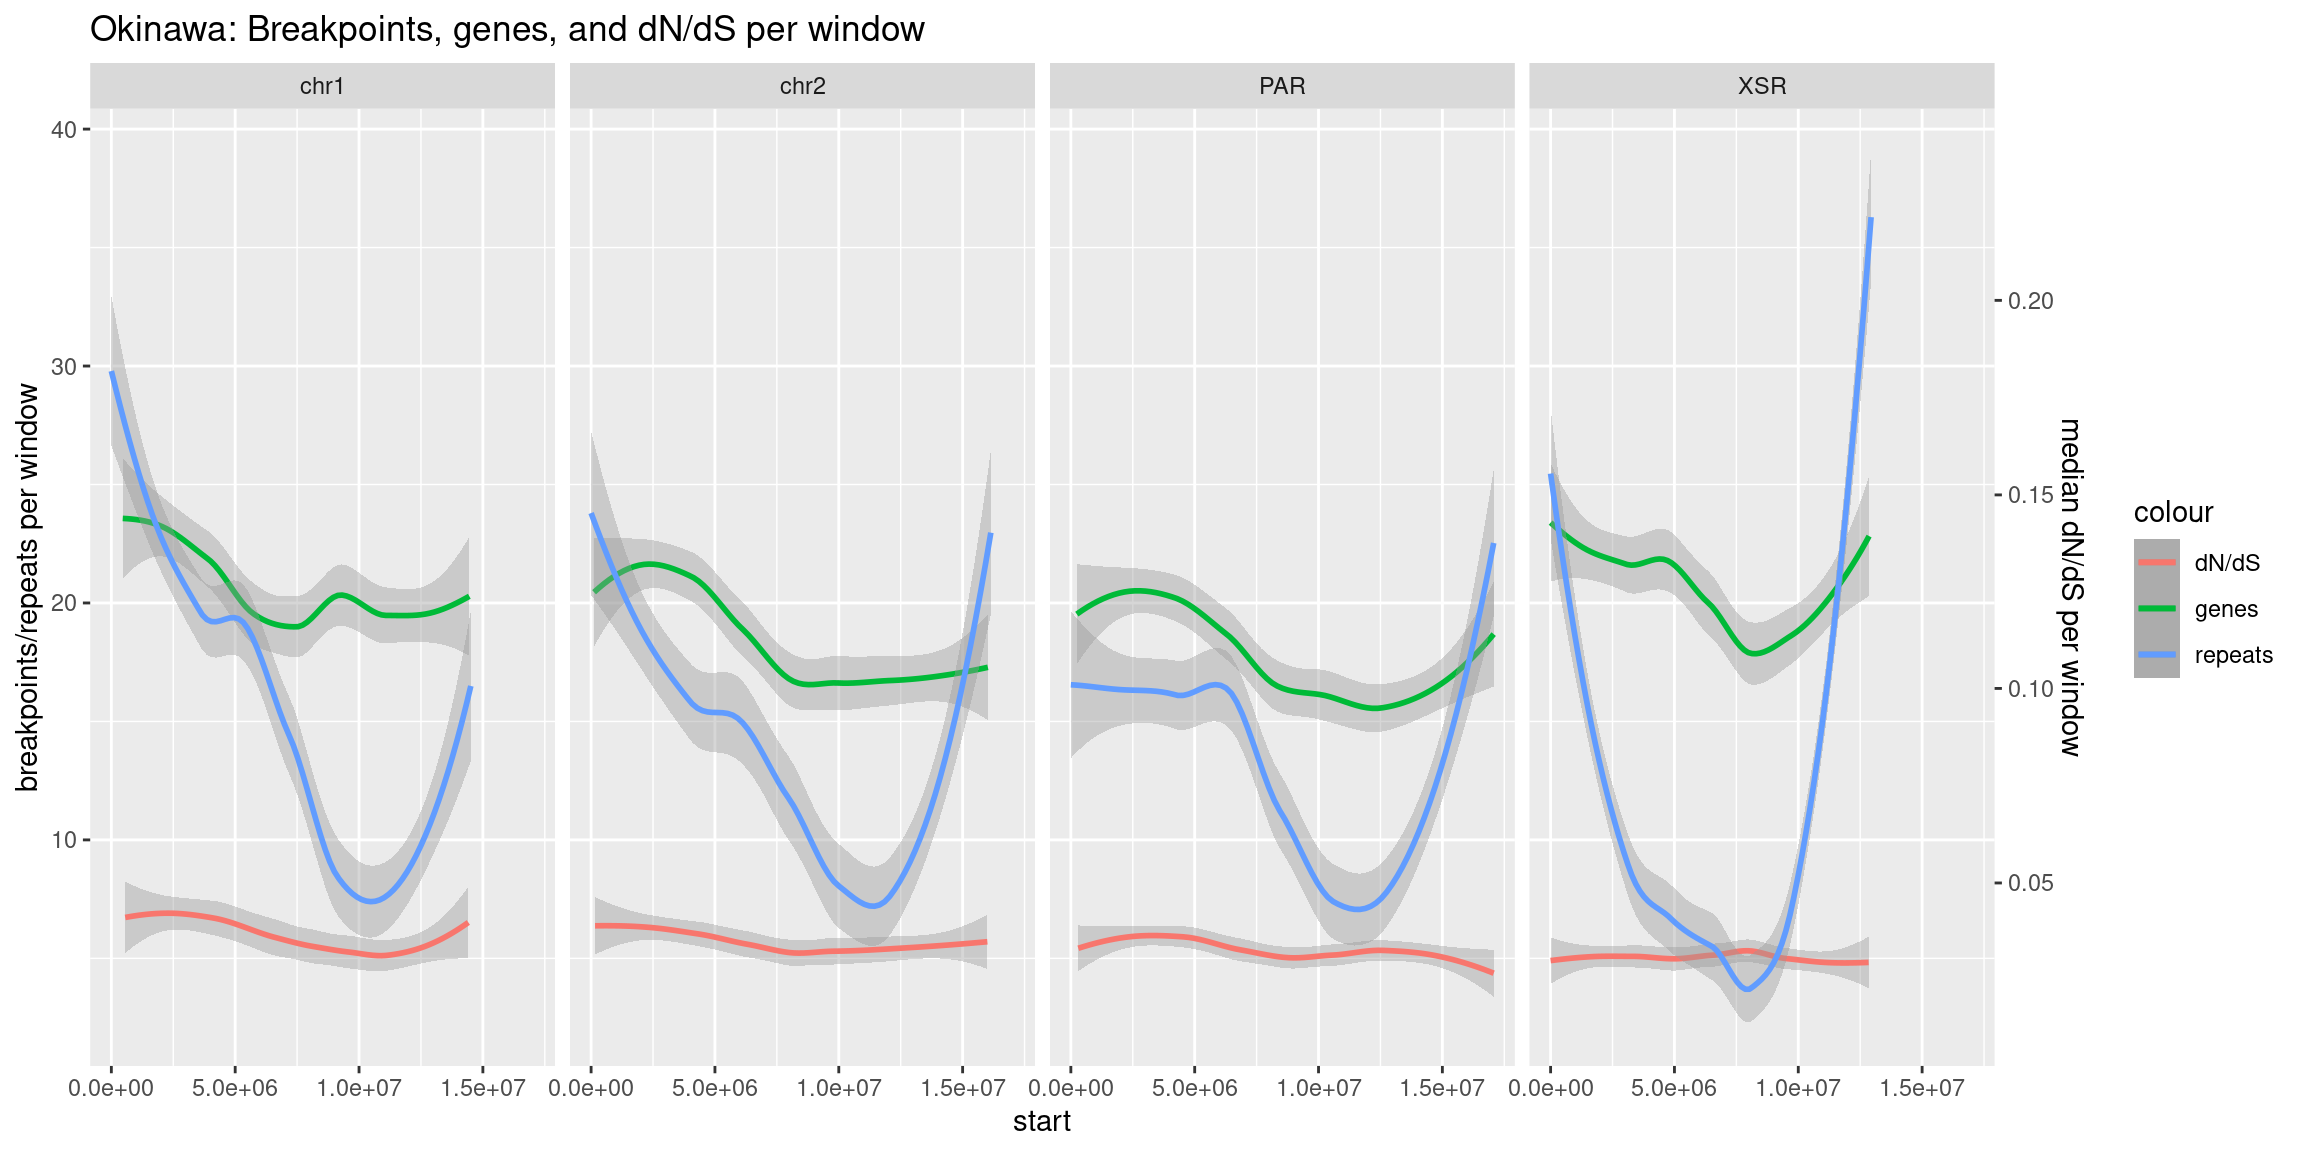 Okinawa: Breakpoints, genes, and dN/dS per window
chr1
chr2
PAR
XSR
breakpoints/repeats per window
40
30
20
10
0.20
0.15
0.10
0.05
median dN/dS per window
0.0e+00
5.0e+06
1.0e+07
1.5e+07
0.0e+00
5.0e+06
1.0e+07
1.5e+07
0.0e+00
5.0e+06
1.0e+07
1.5e+07
0.0e+00
5.0e+06
1.0e+07
1.5e+07
start
colour
dN/dS
genes
repeats